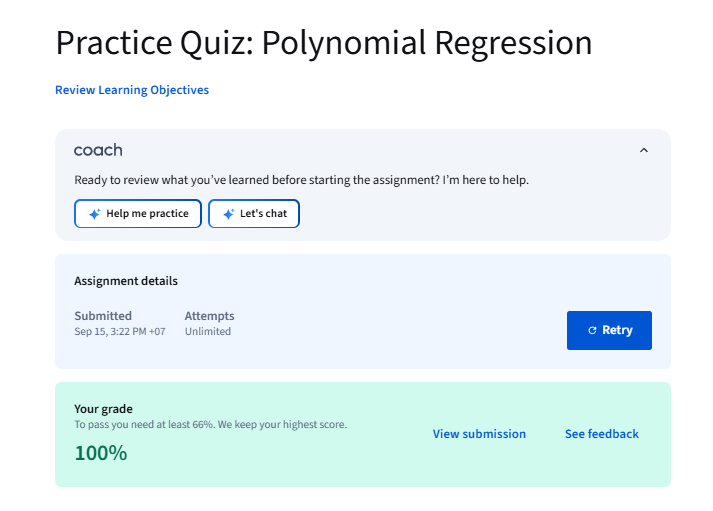 Practice Quiz: Polynomial Regression
Review Learning Objectives
coach
Ready to review what you've learned before starting the assignment? I'm here to help.
Help me practice
Let's chat
Assignment details
Submitted
Sep 15, 3:22 PM +07
Attempts
Unlimited
Retry
Your grade
To pass you need at least 66%. We keep your highest score.
100%
View submission
See feedback